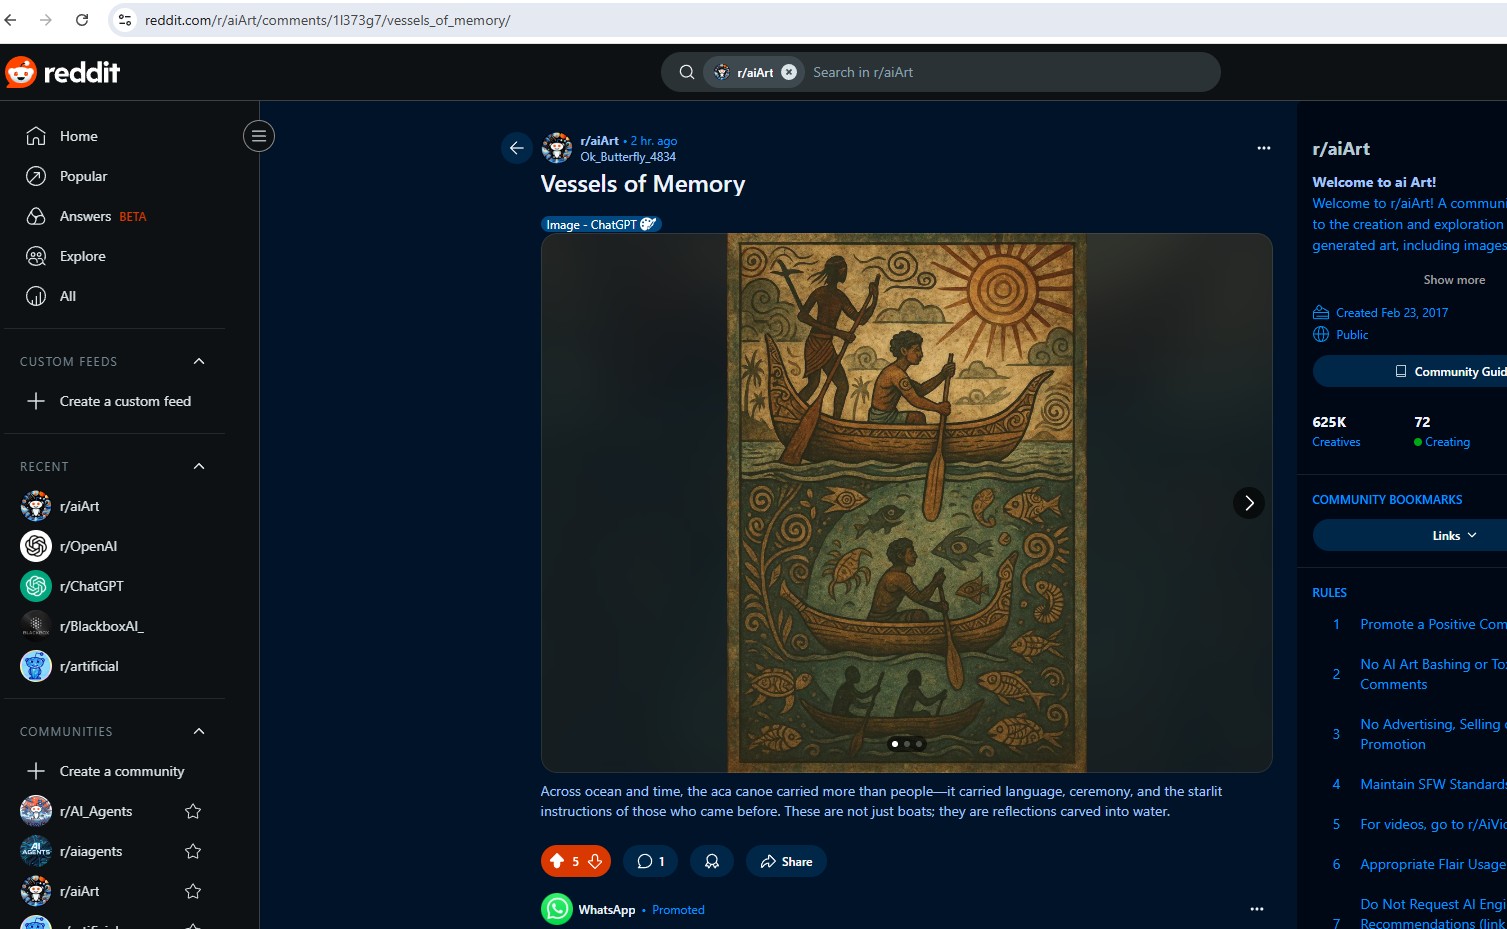 reddit.com/r/aiArt/comments/1l373g7/vessels_of_memory/
reddit
r/aiArt
Search in r/aiArt
Home
Popular
Answers BETA
Explore
All
CUSTOM FEEDS
Create a custom feed
RECENT
r/aiArt
r/OpenAI
r/ChatGPT
r/BlackboxAI_
r/artificial
COMMUNITIES
Create a community
r/AI_Agents
r/aiagents
r/aiArt
r/aiArt • 2 hr. ago
Ok_Butterfly_4834
Vessels of Memory
Image - ChatGPT
Across ocean and time, the aca canoe carried more than people—it carried language, ceremony, and the starlit
instructions of those who came before. These are not just boats; they are reflections carved into water.
5
1
Share
WhatsApp • Promoted
r/aiArt
Welcome to ai Art!
Welcome to r/aiArt! A communi
to the creation and exploration
generated art, including images
Show more
Created Feb 23, 2017
Public
Community Guid
625K
72
Creatives
Creating
COMMUNITY BOOKMARKS
Links
RULES
1 Promote a Positive Com
2 No AI Art Bashing or To
Comments
3 No Advertising, Selling
Promotion
4 Maintain SFW Standards
5 For videos, go to r/AiVi
6 Appropriate Flair Usage
7 Do Not Request AI Engi
Recommendations (link